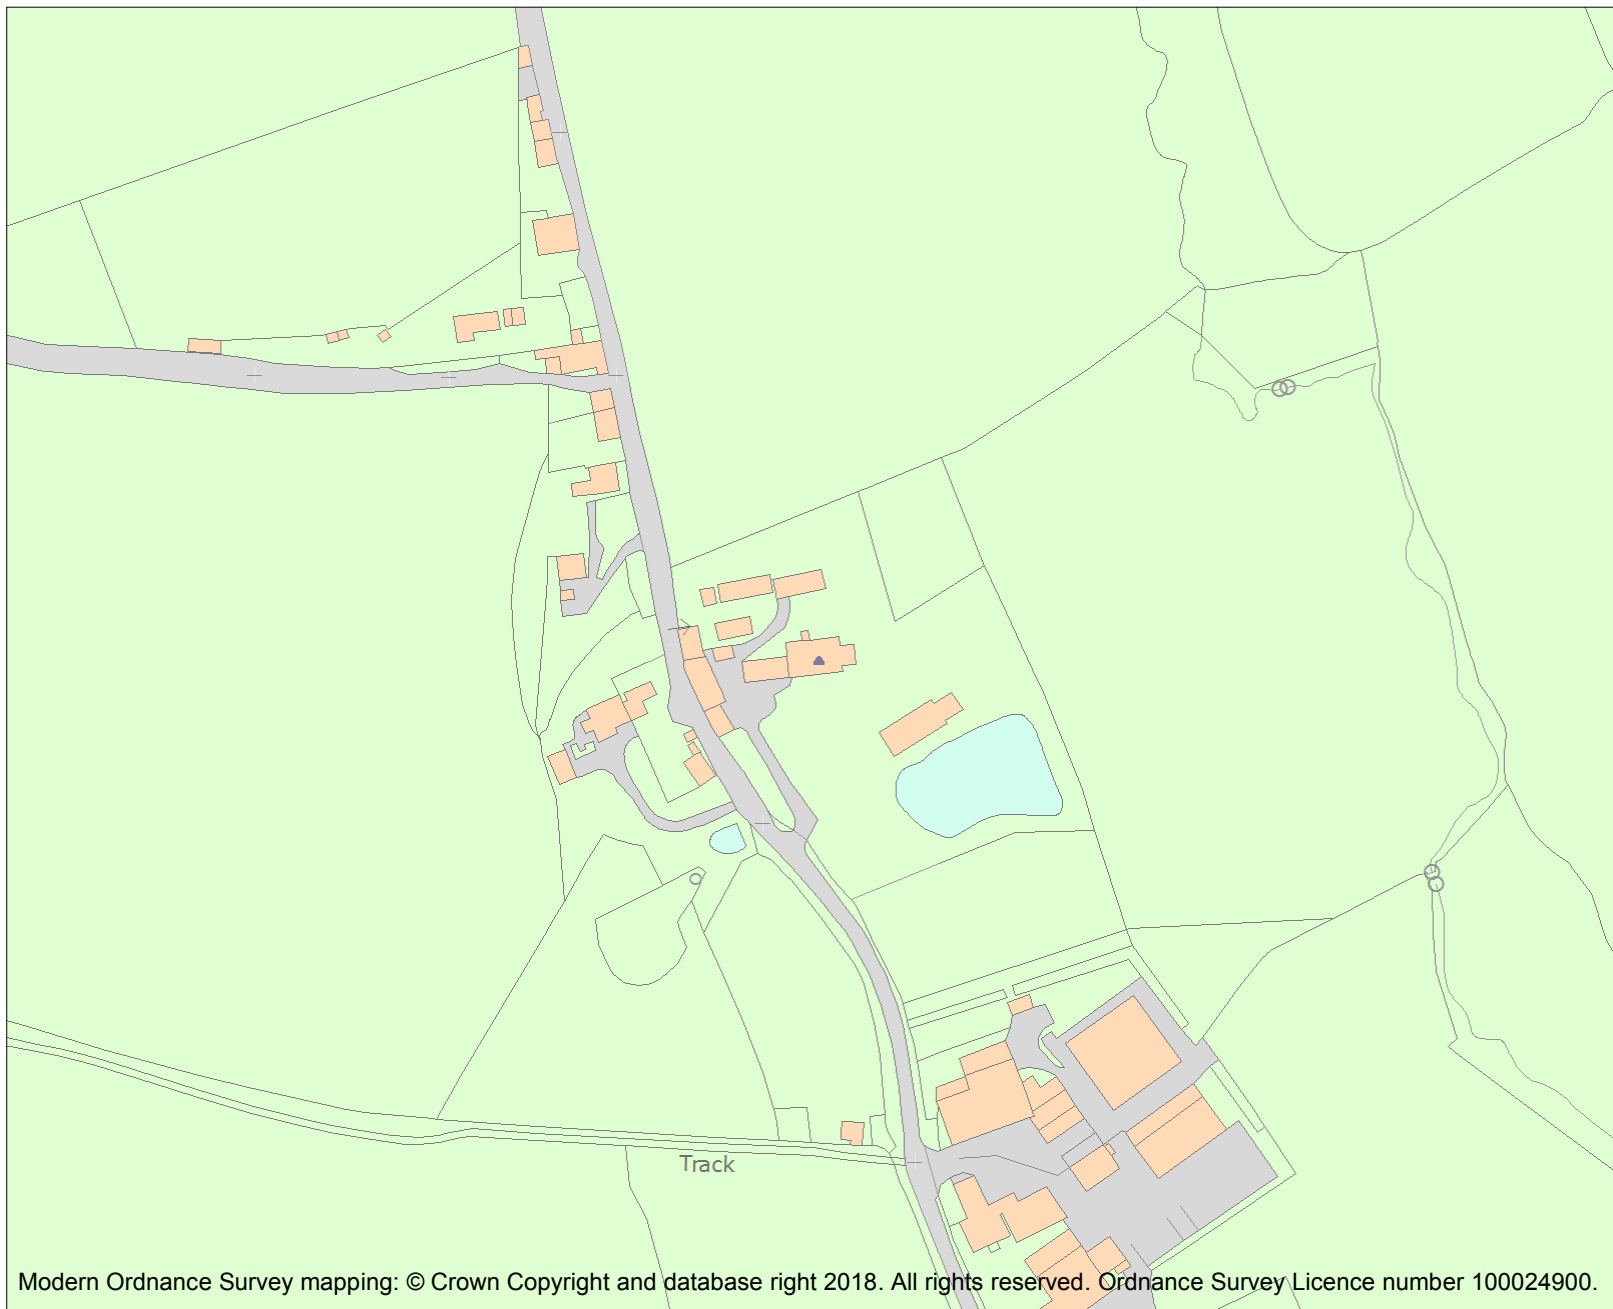 Track
Modern Ordnance Survey mapping: © Crown Copyright and database right 2018. All rights reserved. Ordnance Survey Licence number 100024900.